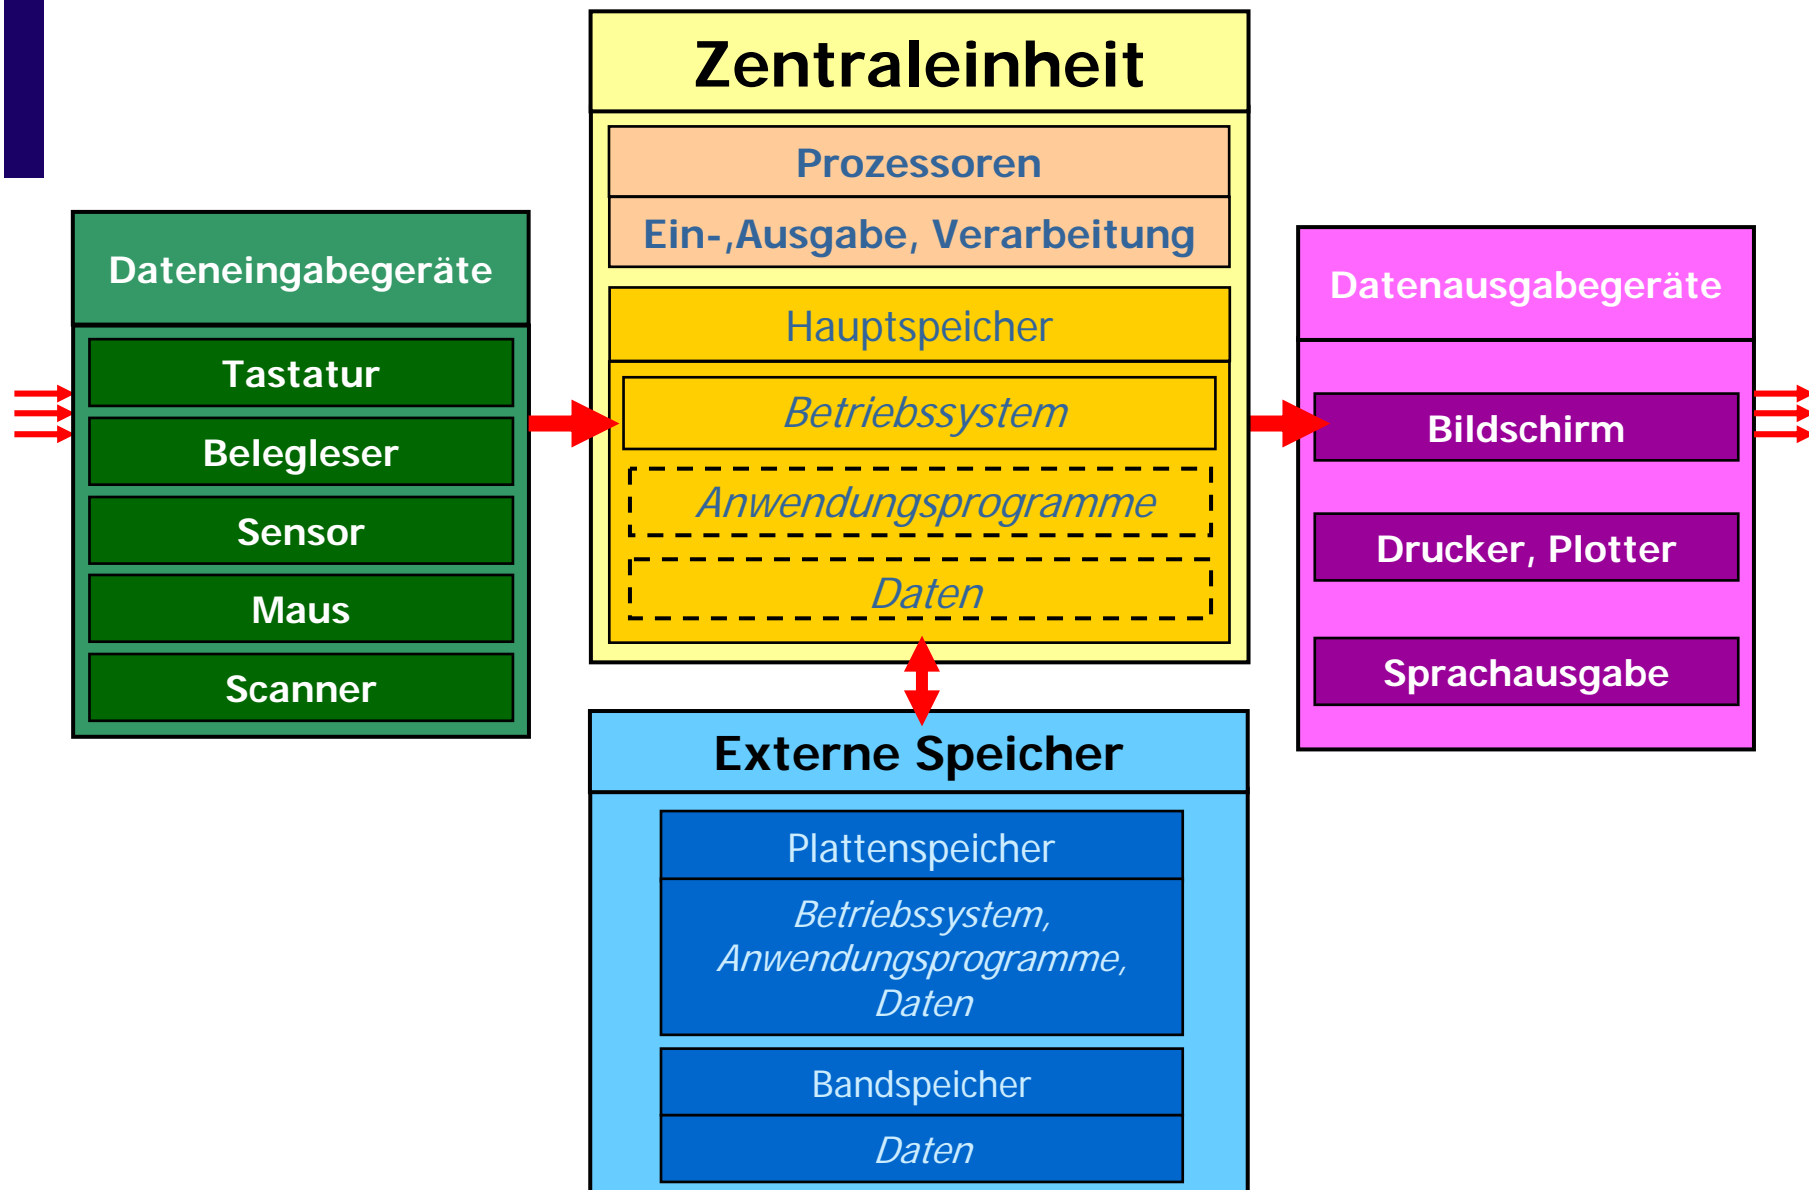 Zentraleinheit
Prozessoren
Ein-,Ausgabe, Verarbeitung
Hauptspeicher
Betriebssystem
Anwendungsprogramme
Daten
Dateneingabegeräte
Tastatur
Belegleser
Sensor
Maus
Scanner
Datenausgabegeräte
Bildschirm
Drucker, Plotter
Sprachausgabe
Externe Speicher
Plattenspeicher
Betriebssystem,
Anwendungsprogramme,
Daten
Bandspeicher
Daten